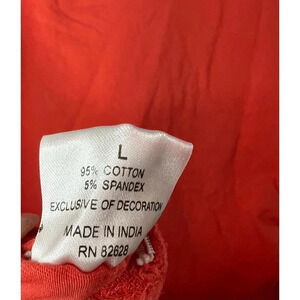 L
95% COTTON
5% SPANDEX
EXCLUSIVE OF DECORATION
MADE IN INDIA
RN 82628